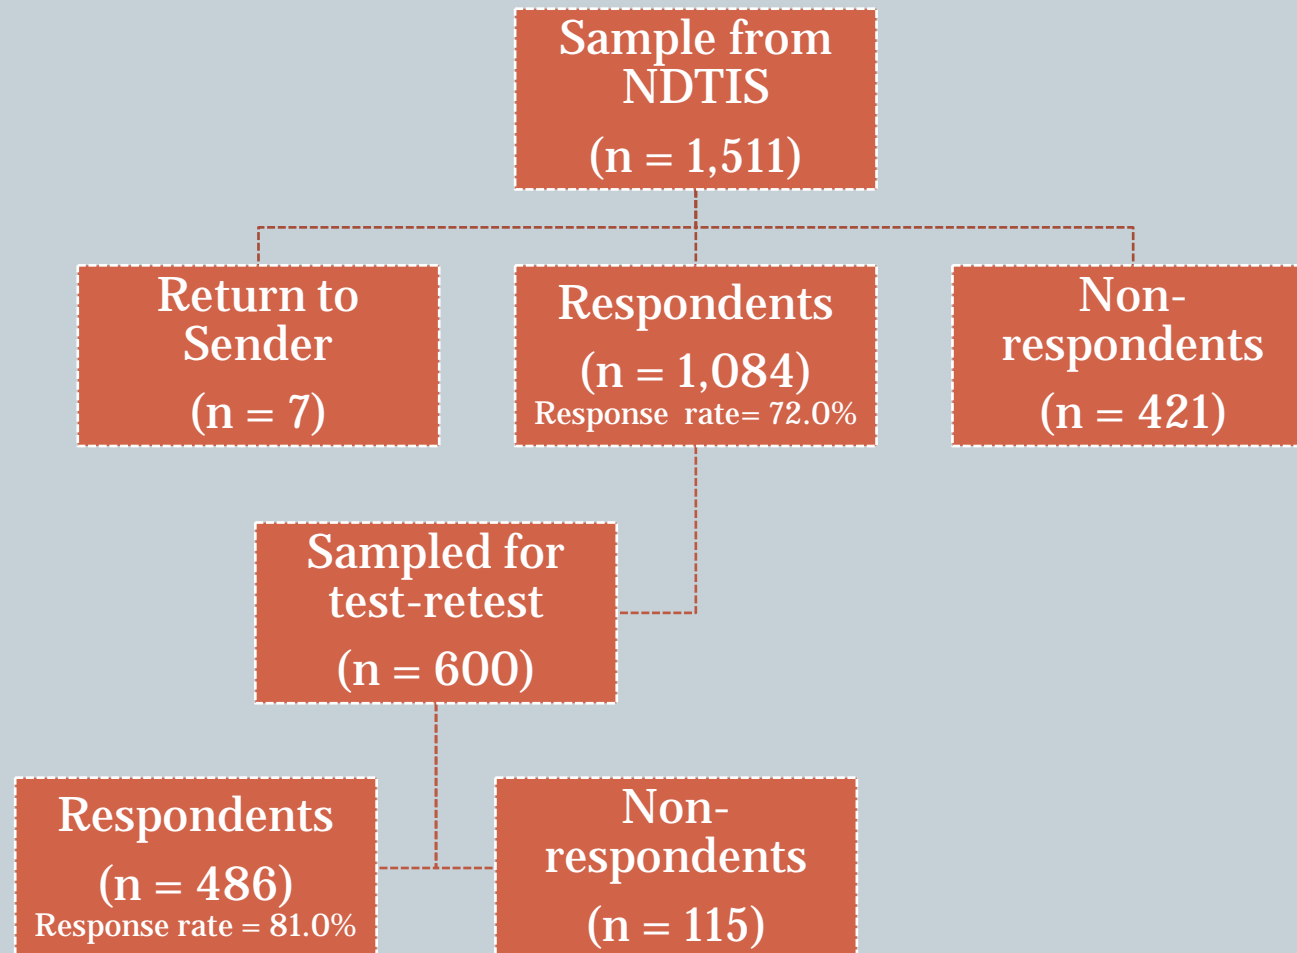 Sample from
NDTIS
(n = 1,511)
Return to
Sender
(n = 7)
Respondents
(n = 1,084)
Response rate= 72.0%
Non-
respondents
(n = 421)
Sampled for
test-retest
(n = 600)
Respondents
(n = 486)
Response rate = 81.0%
Non-
respondents
(n = 115)